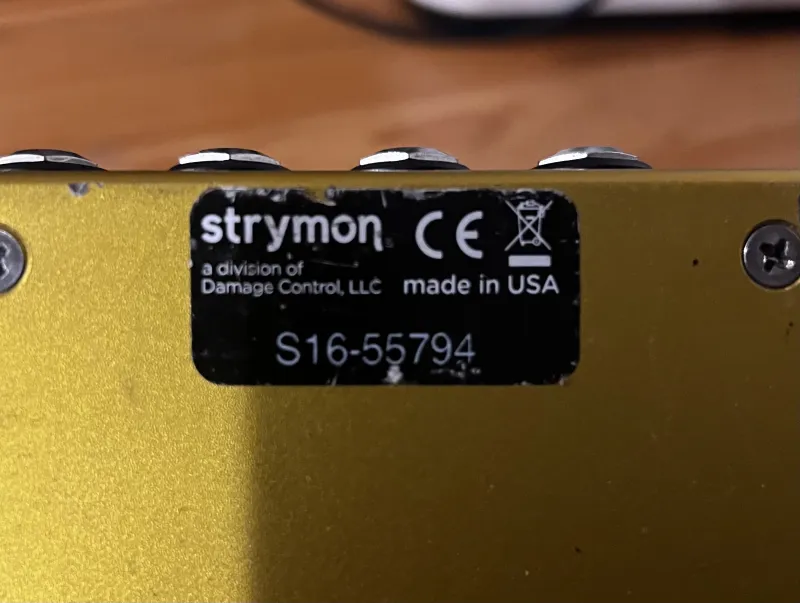 strymon
CE
a division of
Damage Control, LLC
made in USA
S16-55794